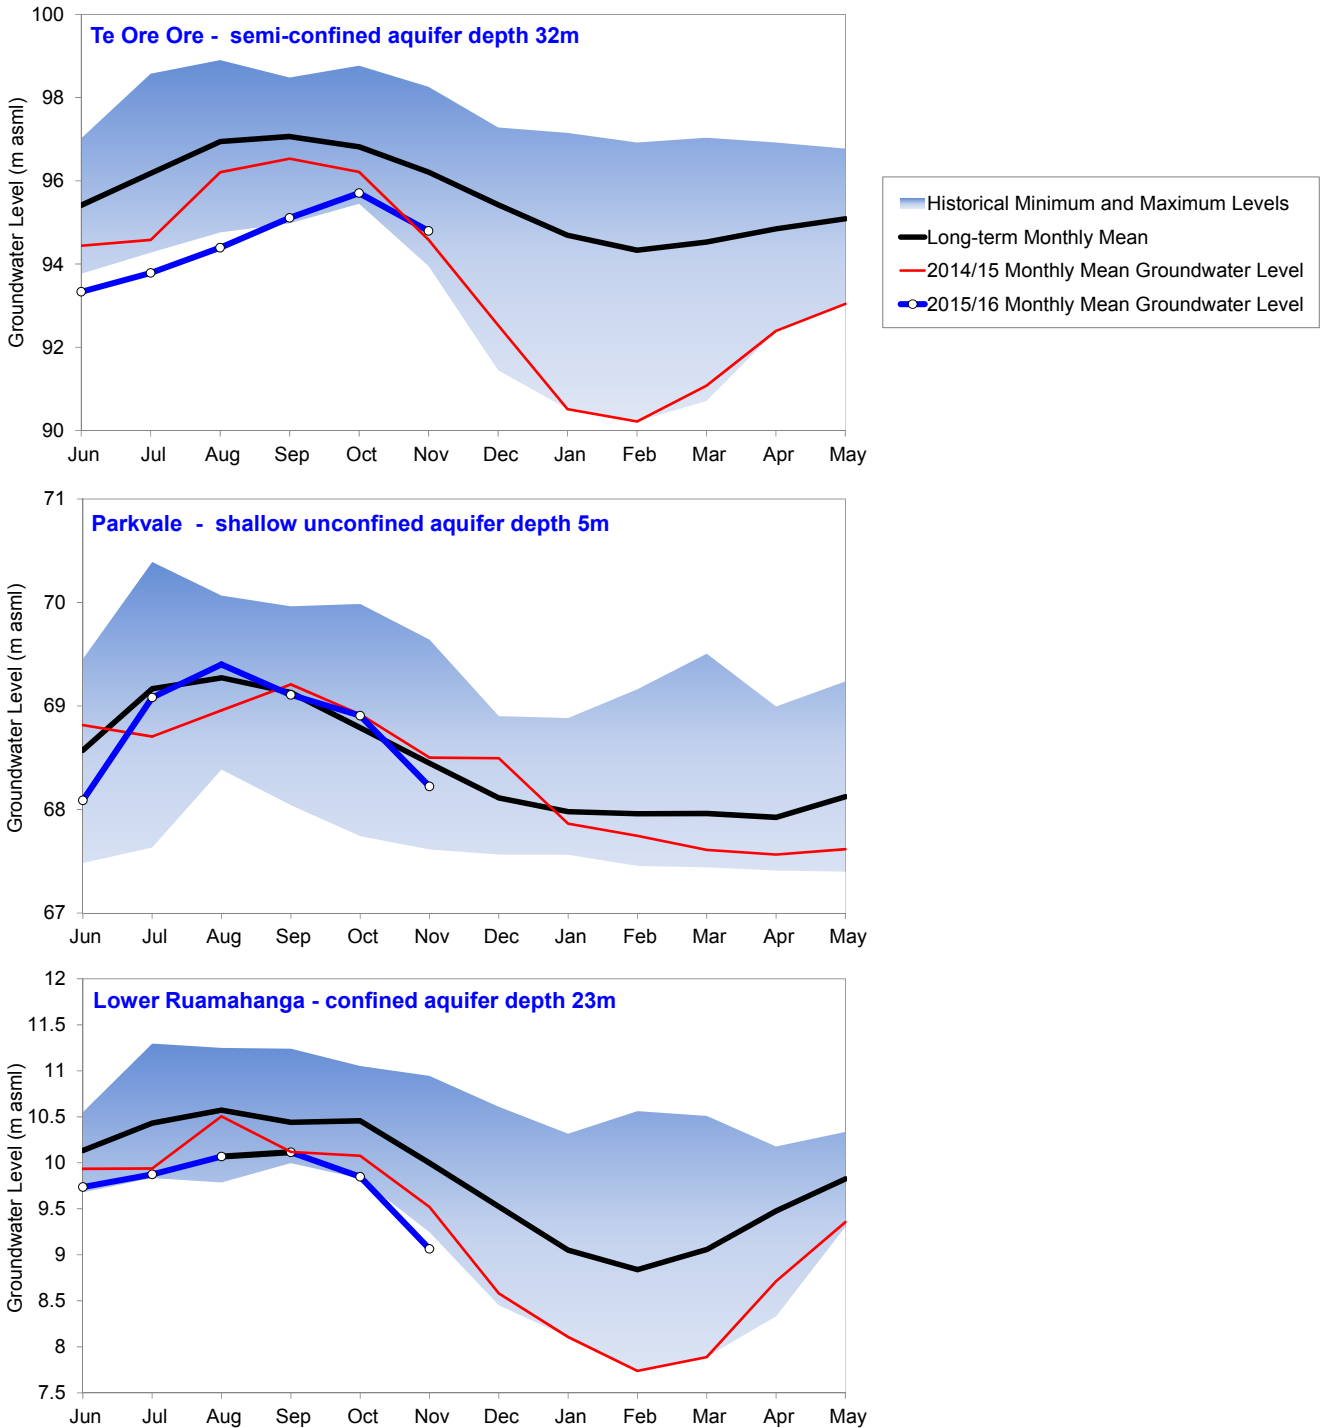 Te Ore Ore - semi-confined aquifer depth 32m
Groundwater Level (m asml)
100
98
96
94
92
90
Jun Jul Aug Sep Oct Nov Dec Jan Feb Mar Apr May
Historical Minimum and Maximum Levels
Long-term Monthly Mean
2014/15 Monthly Mean Groundwater Level
2015/16 Monthly Mean Groundwater Level
Parkvale - shallow unconfined aquifer depth 5m
Groundwater Level (m asml)
71
70
69
68
67
Jun Jul Aug Sep Oct Nov Dec Jan Feb Mar Apr May
Lower Ruamahanga - confined aquifer depth 23m
Groundwater Level (m asml)
12
11.5
11
10.5
10
9.5
9
8.5
8
7.5
Jun Jul Aug Sep Oct Nov Dec Jan Feb Mar Apr May